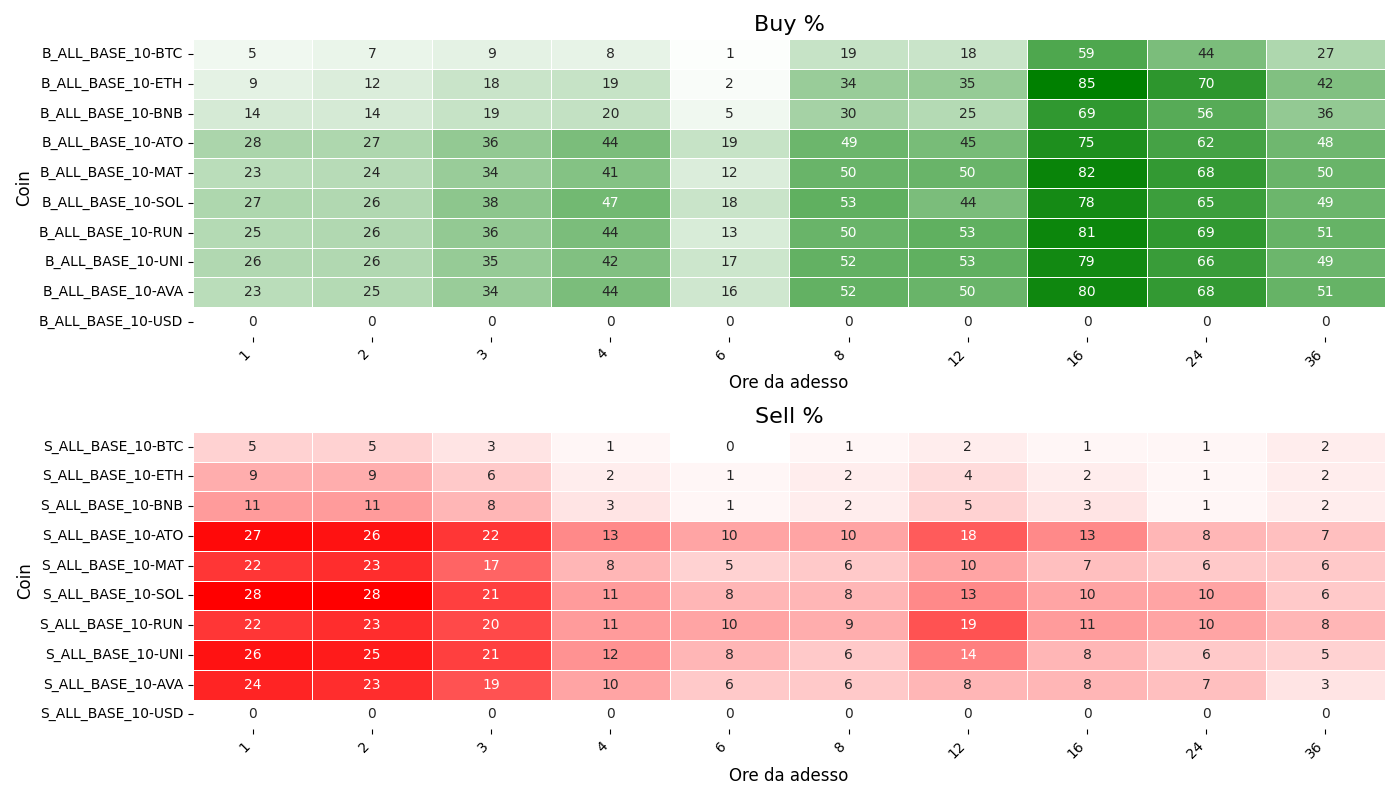 Buy %
Coin
B_ALL_BASE_10-BTC 5 7 9 8 1 19 18 59 44 27
B_ALL_BASE_10-ETH 9 12 18 19 2 34 35 85 70 42
B_ALL_BASE_10-BNB 14 14 19 20 5 30 25 69 56 36
B_ALL_BASE_10-ATO 28 27 36 44 19 49 45 75 62 48
B_ALL_BASE_10-MAT 23 24 34 41 12 50 50 82 68 50
B_ALL_BASE_10-SOL 27 26 38 47 18 53 44 78 65 49
B_ALL_BASE_10-RUN 25 26 36 44 13 50 53 81 69 51
B_ALL_BASE_10-UNI 26 26 35 42 17 52 53 79 66 49
B_ALL_BASE_10-AVA 23 25 34 44 16 52 50 80 68 51
B_ALL_BASE_10-USD 0 0 0 0 0 0 0 0 0 0
1 2 3 4 6 8 12 16 24 36
Ore da adesso
Sell %
Coin
S_ALL_BASE_10-BTC 5 5 3 1 0 1 2 1 1 2
S_ALL_BASE_10-ETH 9 9 6 2 1 2 4 2 1 2
S_ALL_BASE_10-BNB 11 11 8 3 1 2 5 3 1 2
S_ALL_BASE_10-ATO 27 26 22 13 10 10 18 13 8 7
S_ALL_BASE_10-MAT 22 23 17 8 5 6 10 7 6 6
S_ALL_BASE_10-SOL 28 28 21 11 8 8 13 10 10 6
S_ALL_BASE_10-RUN 22 23 20 11 10 9 19 11 10 8
S_ALL_BASE_10-UNI 26 25 21 12 8 6 14 8 6 5
S_ALL_BASE_10-AVA 24 23 19 10 6 6 8 8 7 3
S_ALL_BASE_10-USD 0 0 0 0 0 0 0 0 0 0
1 2 3 4 6 8 12 16 24 36
Ore da adesso